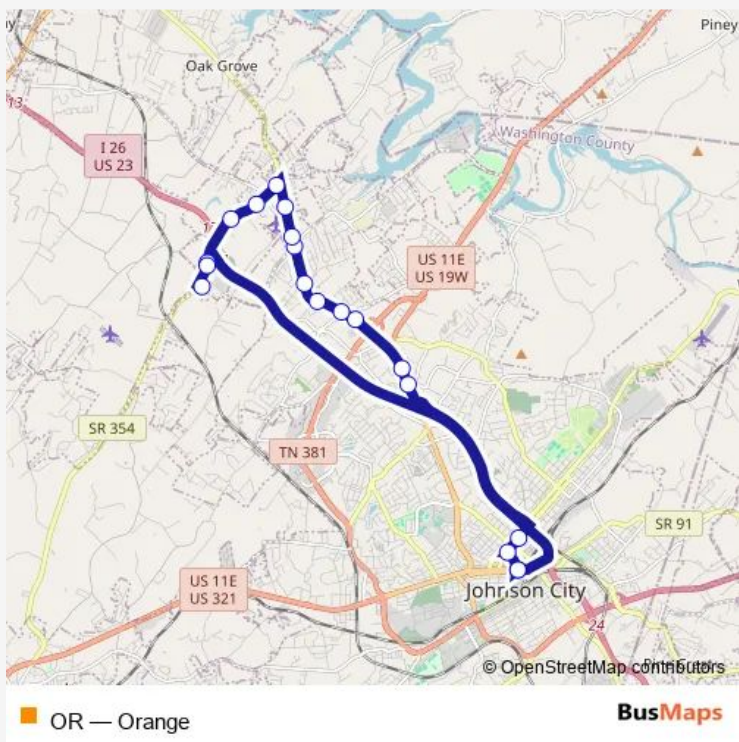 Piney
Oak Grove
13
I 26
US 23
Washington County
US 11E
US 19W
SR 354
TN 381
SR 91
US 11E
US 321
Johnson City
24
© OpenStreetMap contributors
OR — Orange
BusMaps